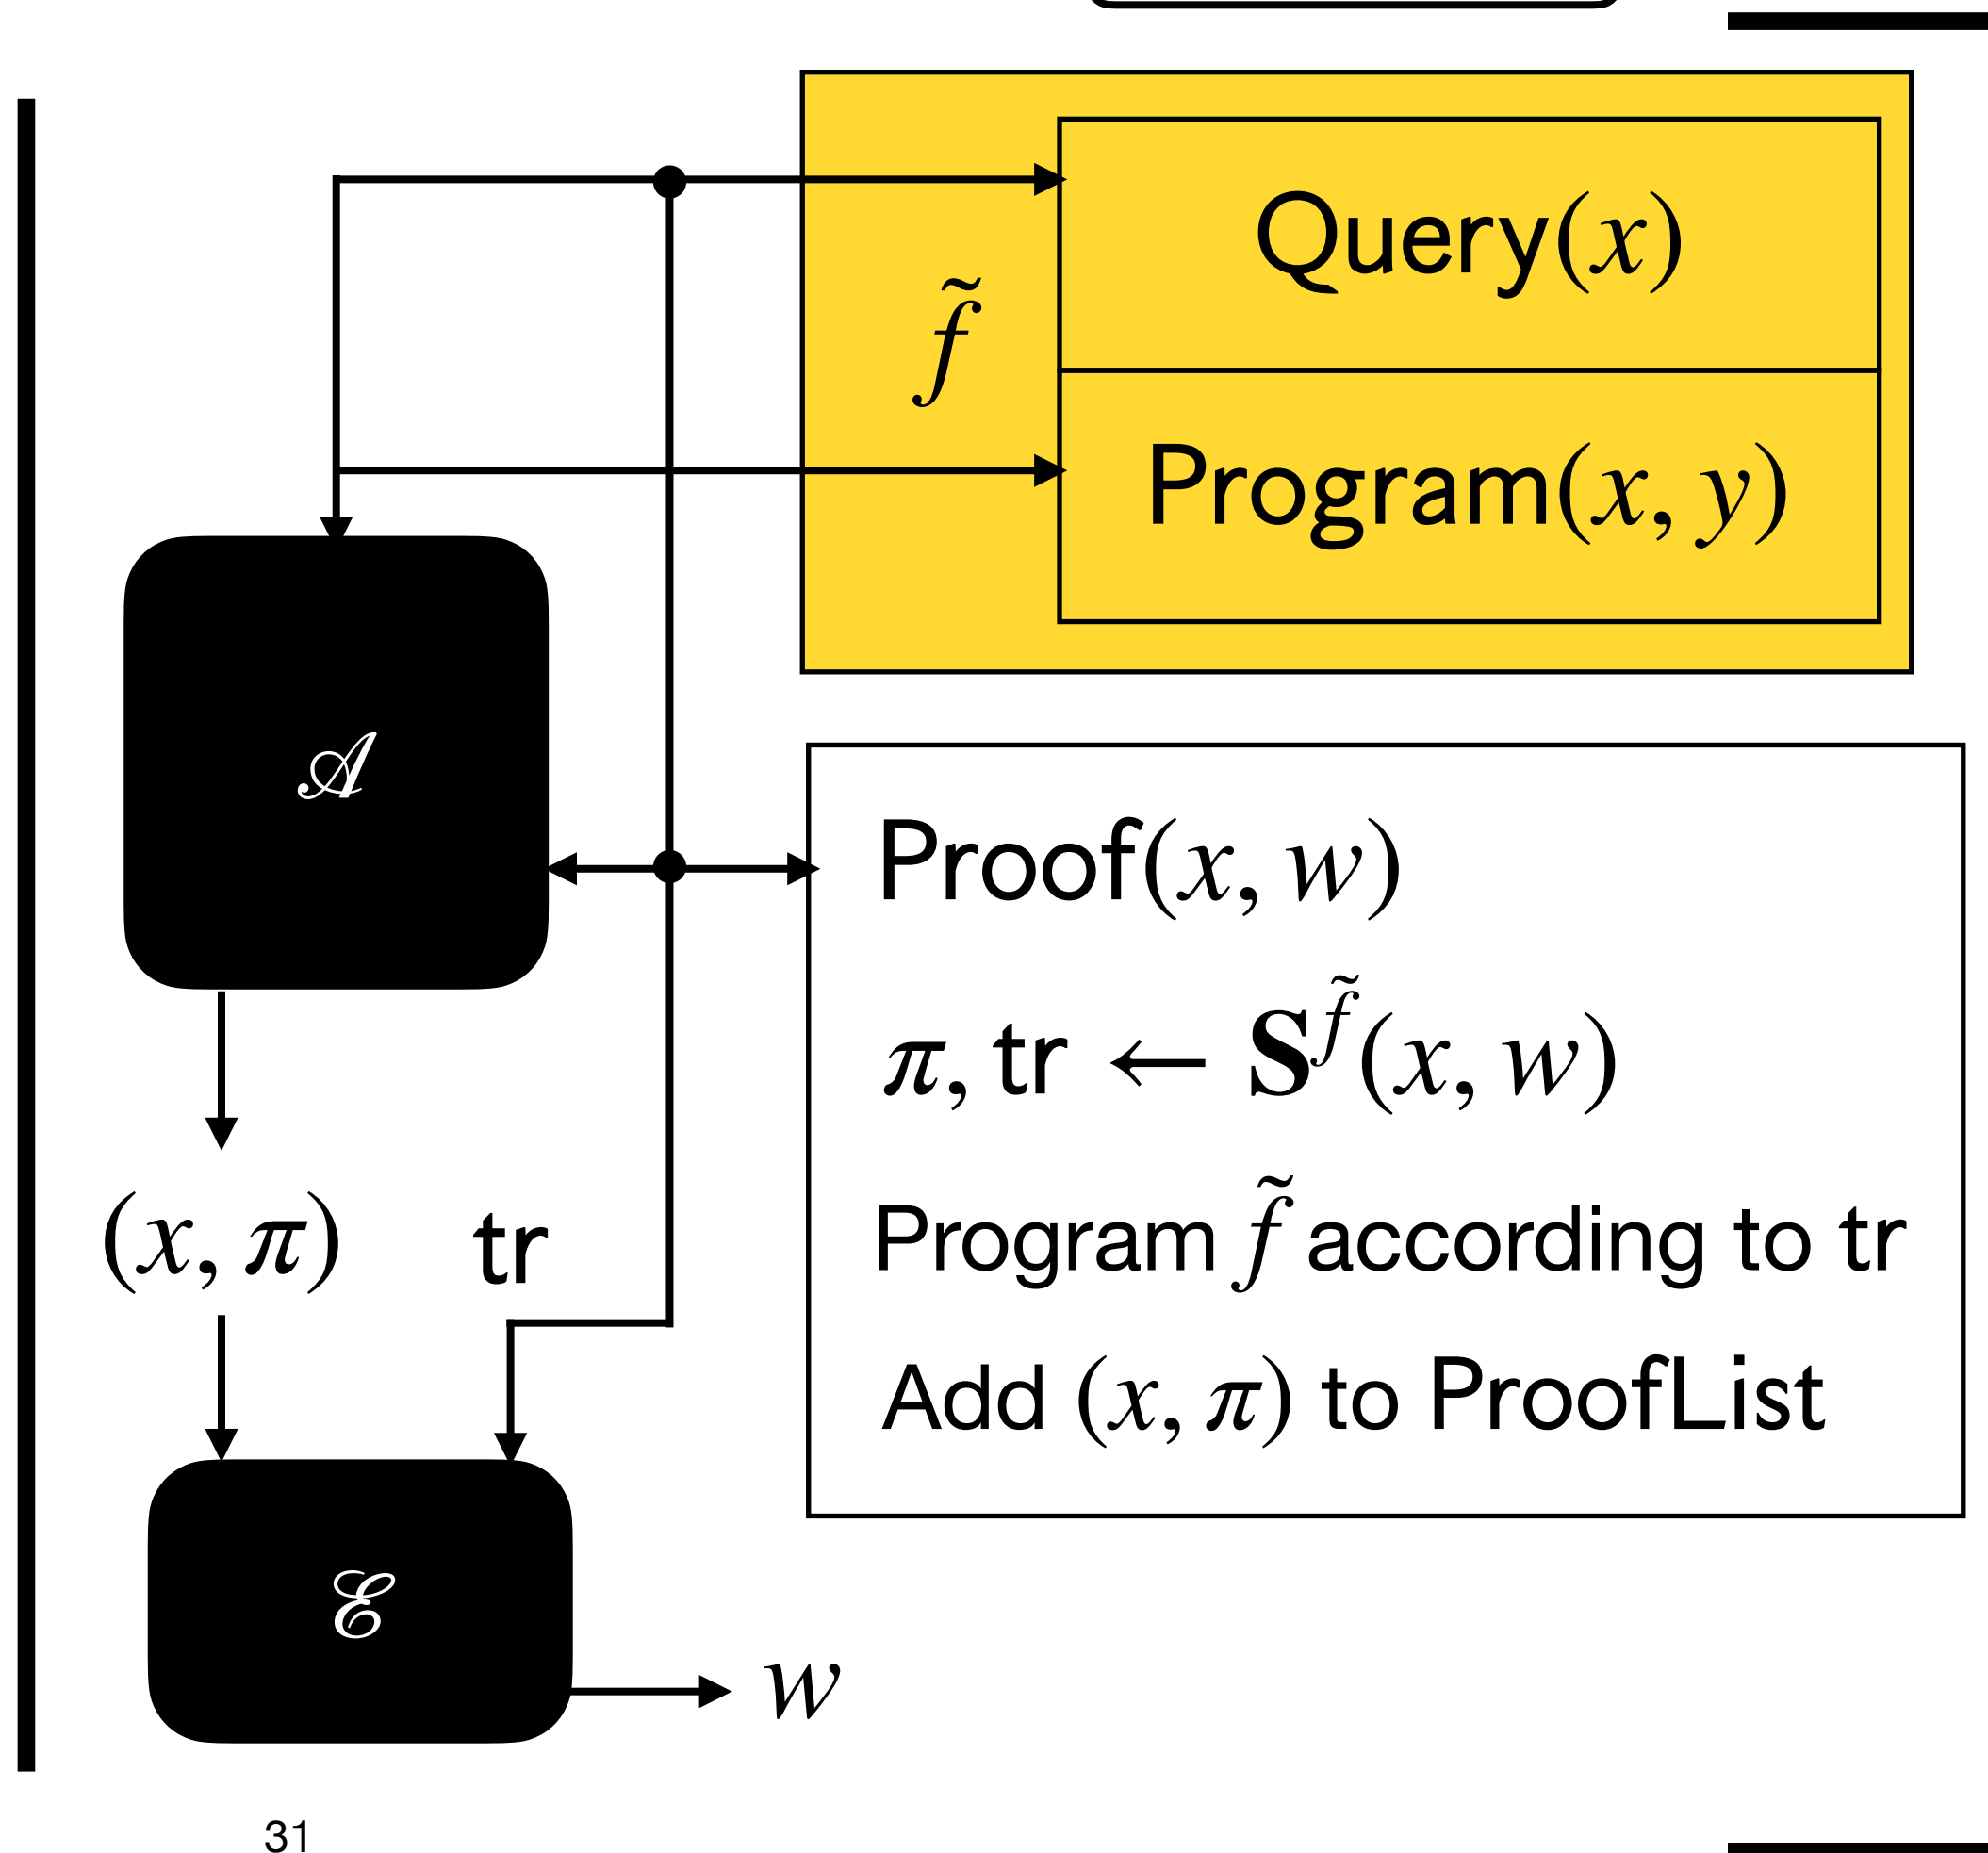 Query(x)
f̃
Program(x, y)
𝒜
Proof(x, w)
π, tr ← S^f̃(x, w)
Program f̃ according to tr
Add (x, π) to ProofList
(x, π) tr
ℰ
w
31